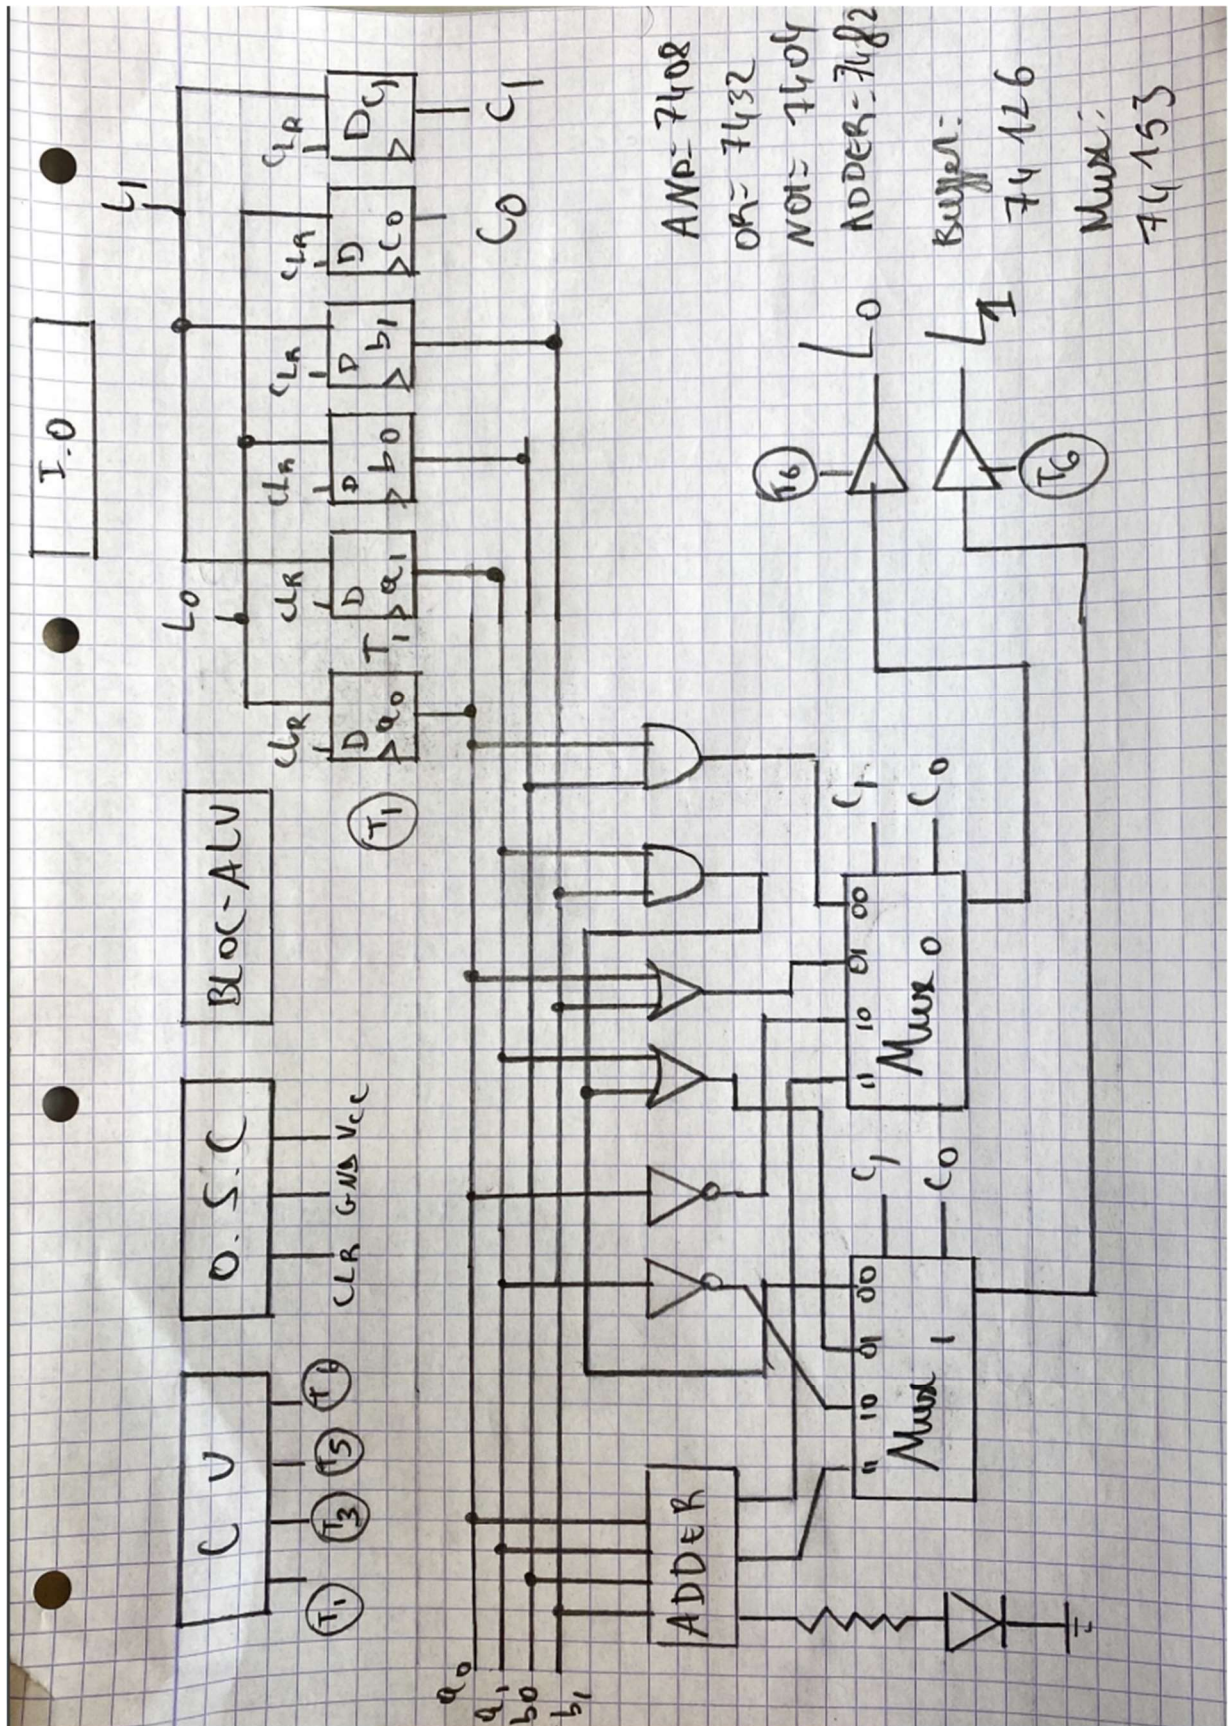 C U
T1
T3
T5
T6
O.S.C
CLR GND Vcc
BLOC-ALU
I.O
L0
L1
CLR
D
a0
T1
CLR
D
a1
T1
CLR
D
b0
CLR
D
b1
CLR
D
C0
CLR
D
C1
C0
C1
a0
a1
b0
b1
ADDER
AND=7408
OR=7432
NOT=7404
ADDER=7482
Buffer:
74126
Mux:
74153
11 10 01 00
Mux 1
C1
C0
11 10 01 00
Mux 0
C1
C0
T6
L0
L1
T6